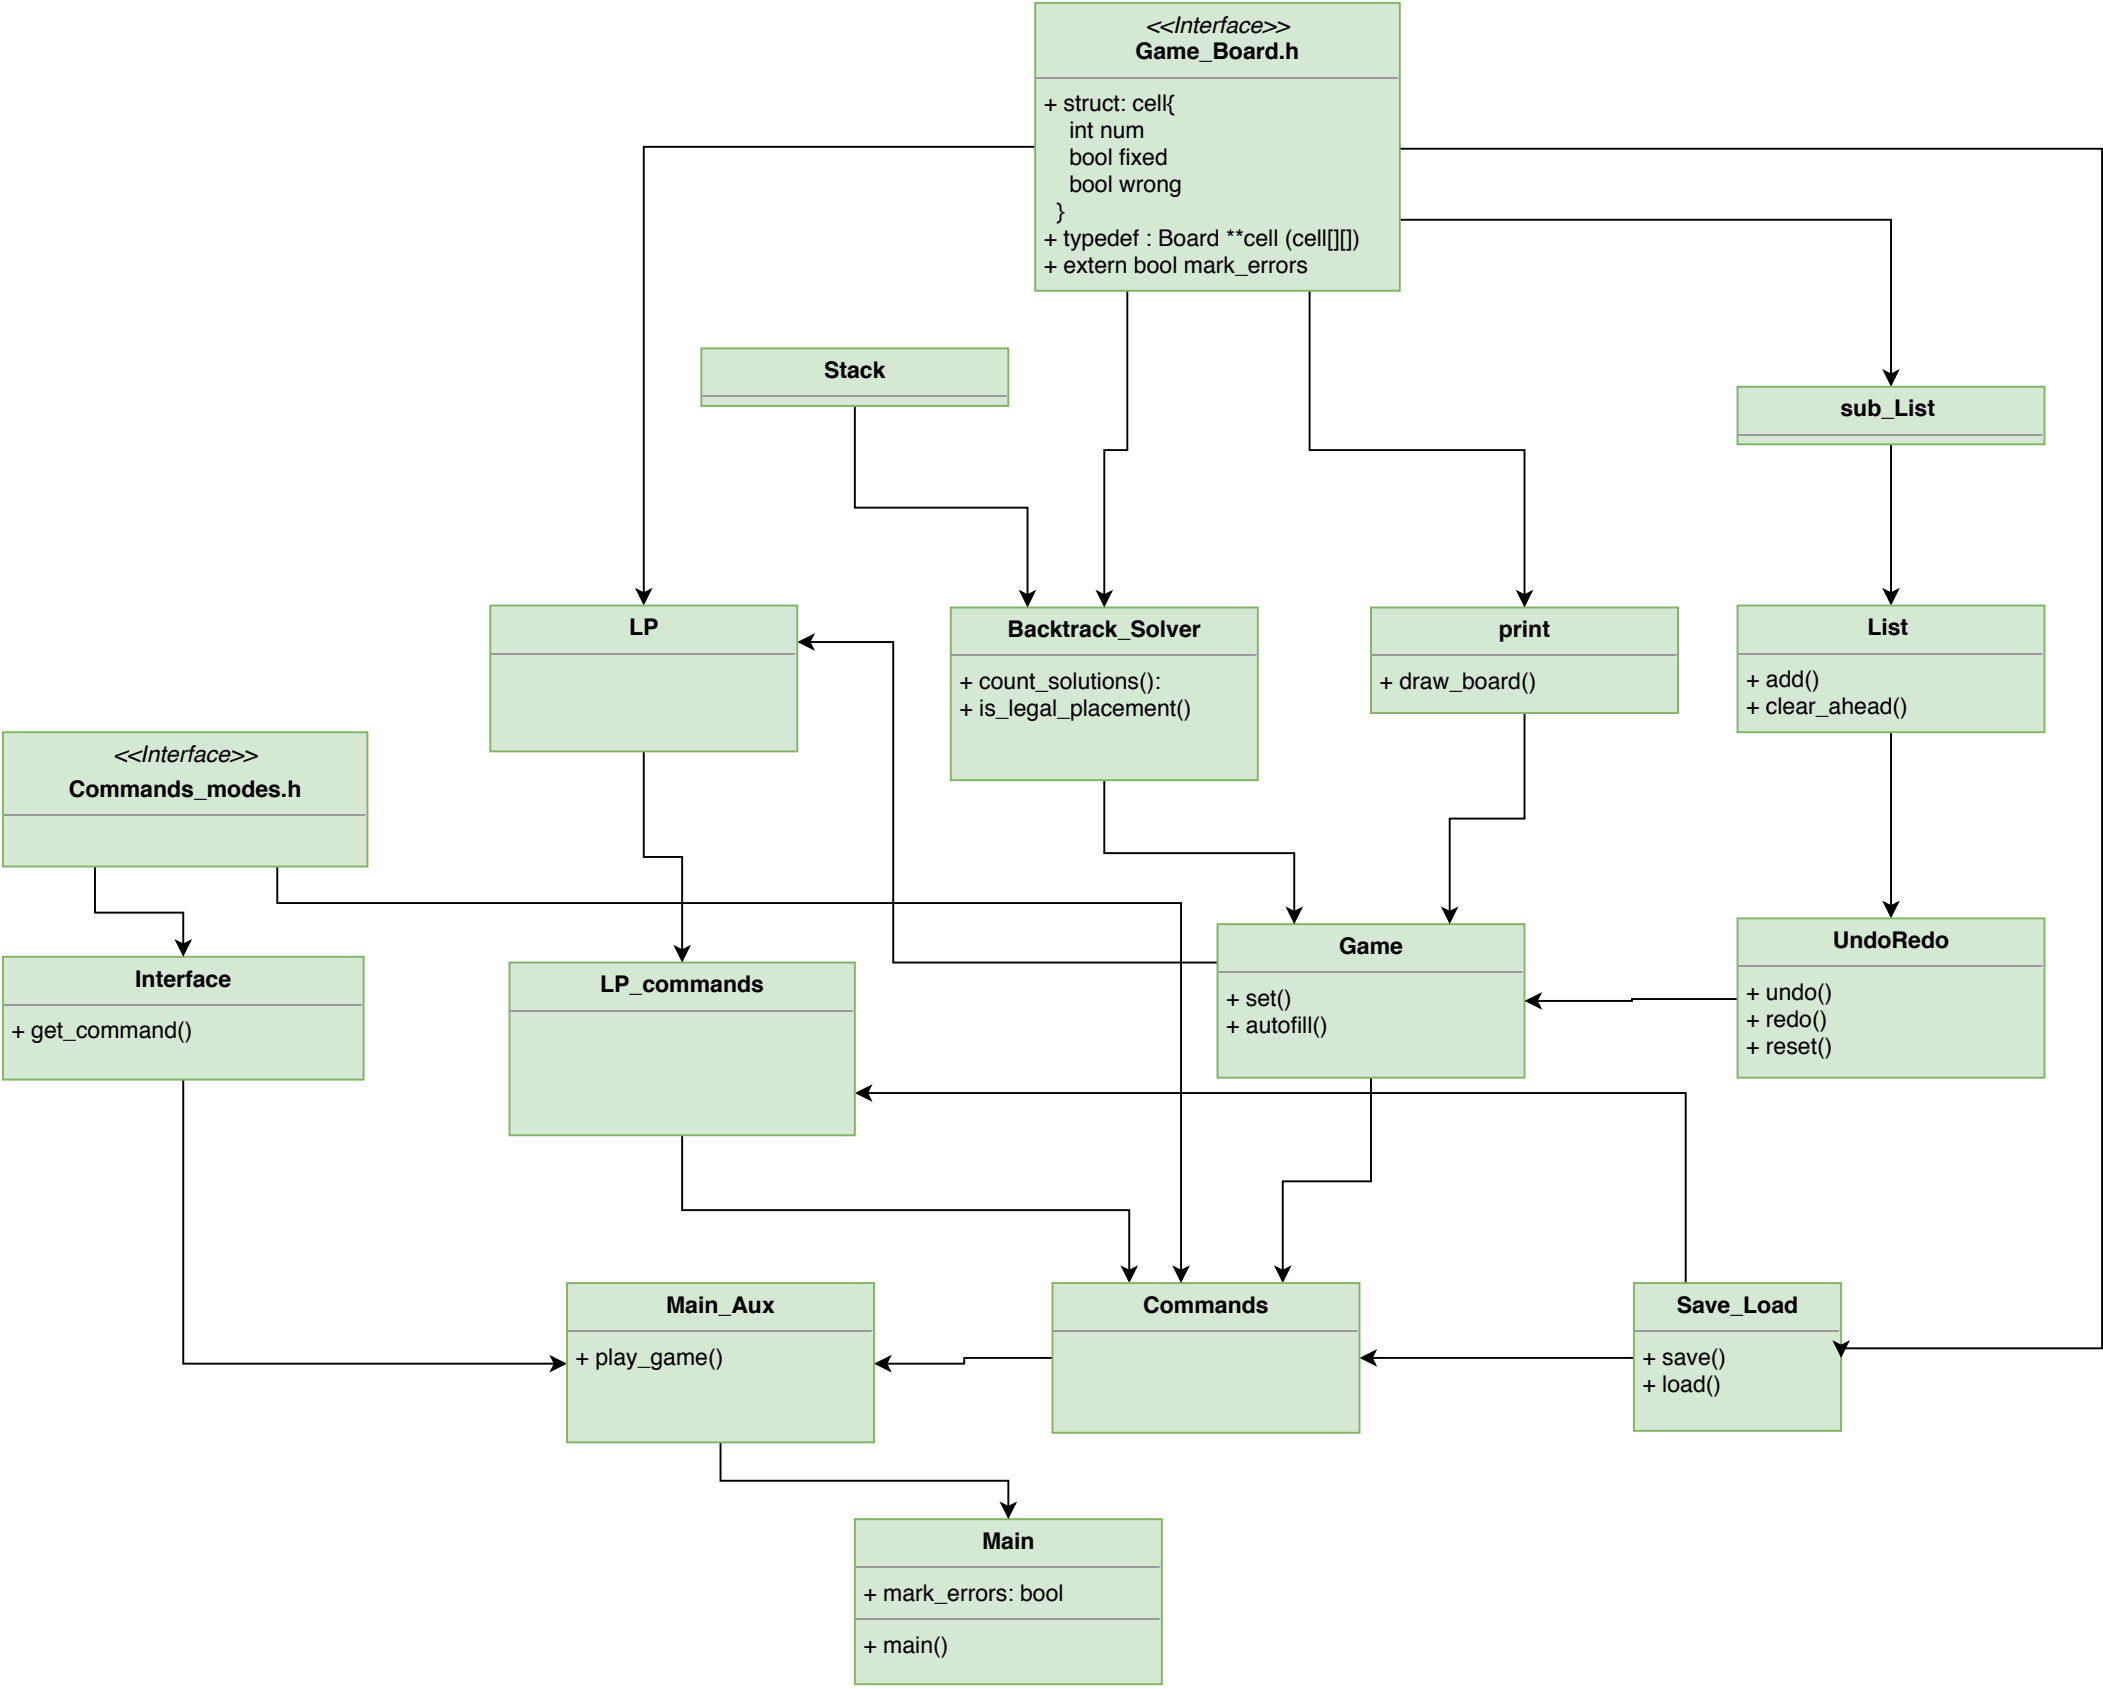 <<Interface>>
Game_Board.h
+ struct: cell{
int num
bool fixed
bool wrong
}
+ typedef : Board **cell (cell[][])
+ extern bool mark_errors
Stack
sub_List
LP
Backtrack_Solver
+ count_solutions():
+ is_legal_placement()
print
+ draw_board()
List
+ add()
+ clear_ahead()
<<Interface>>
Commands_modes.h
Interface
+ get_command()
LP_commands
Game
+ set()
+ autofill()
UndoRedo
+ undo()
+ redo()
+ reset()
Main_Aux
+ play_game()
Commands
Save_Load
+ save()
+ load()
Main
+ mark_errors: bool
+ main()